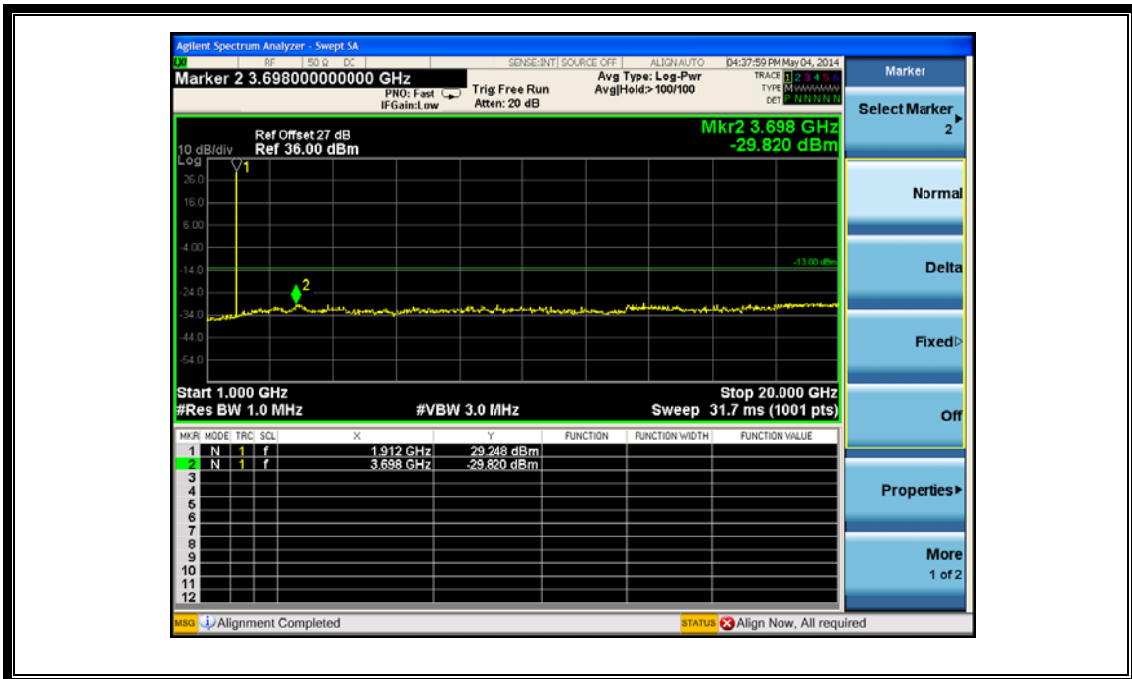 Agilent Spectrum Analyzer - Swept SA
RF 50 Ω DC SENSE:INT SOURCE OFF ALIGN AUTO 04:37:59 PM May 04, 2014
Marker 2 3.698000000000 GHz
PNO: Fast
IFGain:Low
Trig Free Run
Atten: 20 dB
Avg Type: Log-Pwr
Avg|Hold:> 100/100
TRACE 1 2 3 4 5 6
TYPE M WWWWW
DET P N N N N N
Ref Offset 27 dB
Ref 36.00 dBm
10 dB/div
Log
Mkr2 3.698 GHz
-29.820 dBm
1
26.0
16.0
6.00
-4.00
-14.0
-24.0
-34.0
-44.0
-54.0
-13.00 dBm
2
Start 1.000 GHz
Stop 20.000 GHz
#Res BW 1.0 MHz
#VBW 3.0 MHz
Sweep 31.7 ms (1001 pts)
MKR MODE TRC SCL X Y FUNCTION FUNCTION WIDTH FUNCTION VALUE
1 N 1 f 1.912 GHz 29.248 dBm
2 N 1 f 3.698 GHz -29.820 dBm
3
4
5
6
7
8
9
10
11
12
MSG Alignment Completed
STATUS Align Now, All required
Marker
Select Marker
2
Normal
Delta
Fixed
Off
Properties
More
1 of 2